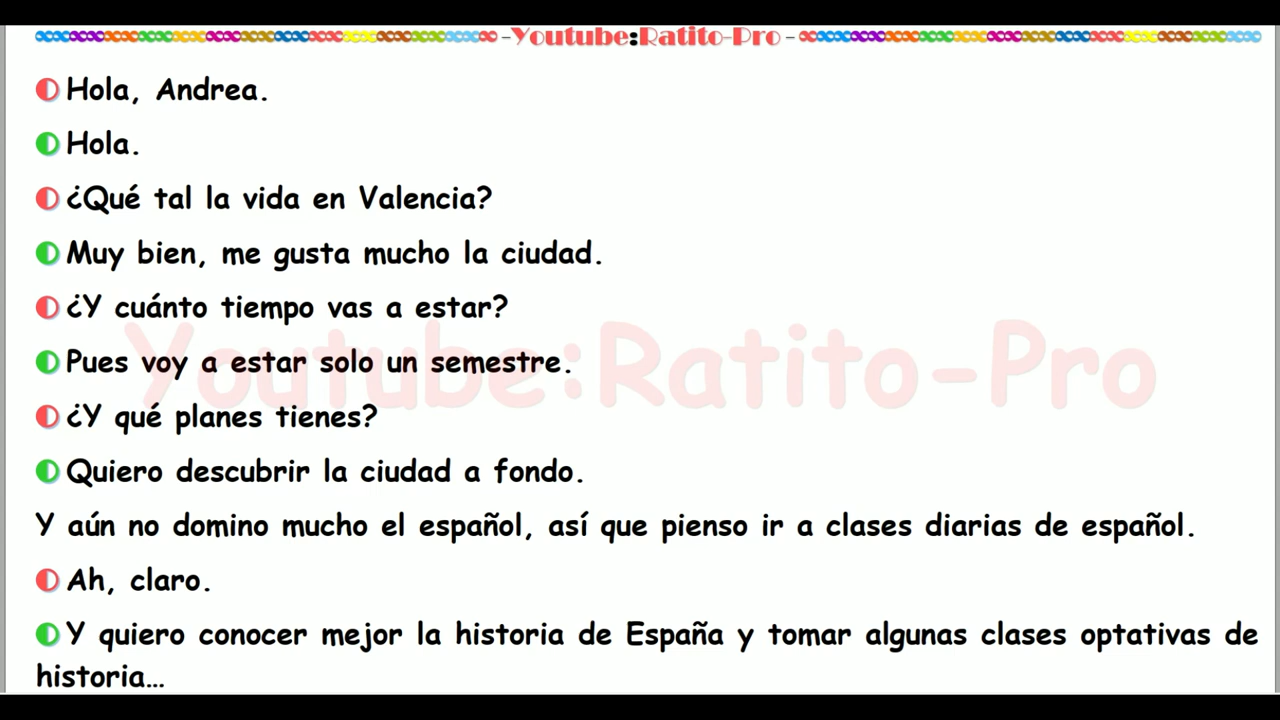 -Youtube:Ratito-Pro-
Hola, Andrea.
Hola.
¿Qué tal la vida en Valencia?
Muy bien, me gusta mucho la ciudad.
¿Y cuánto tiempo vas a estar?
Pues voy a estar solo un semestre.
Youtube:Ratito-Pro
¿Y qué planes tienes?
Quiero descubrir la ciudad a fondo.
Y aún no domino mucho el español, así que pienso ir a clases diarias de español.
Ah, claro.
Y quiero conocer mejor la historia de España y tomar algunas clases optativas de
historia...